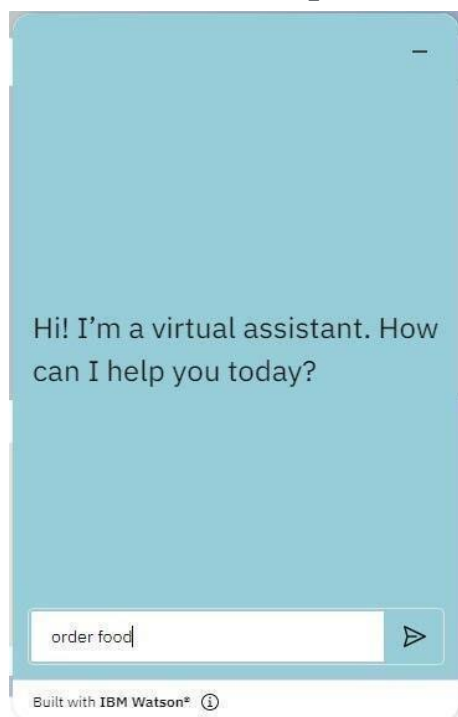 Hi! I’m a virtual assistant. How
can I help you today?
order food
Built with IBM Watson®